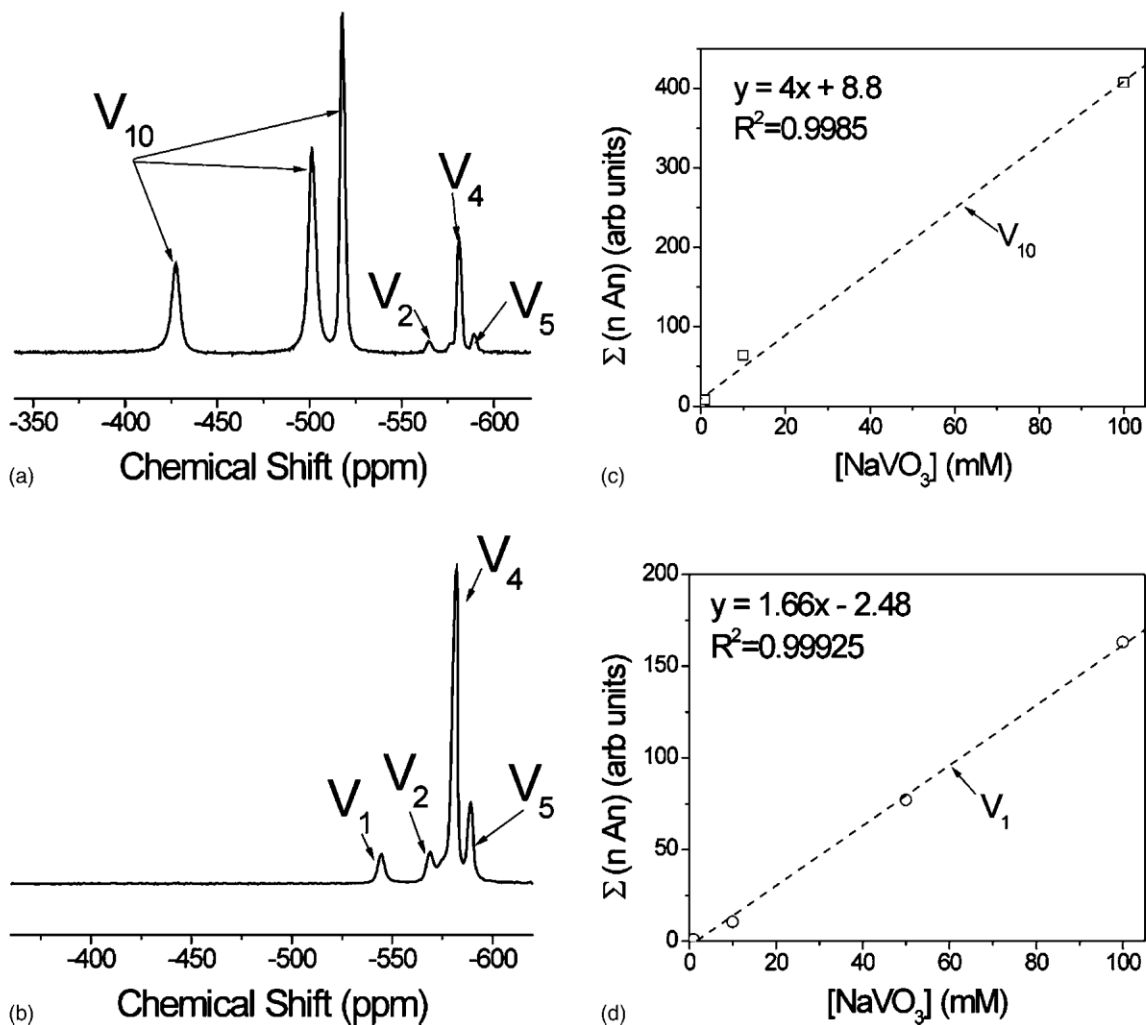 V10
V4
V2
V5
-350 -400 -450 -500 -550 -600
Chemical Shift (ppm)
(a)
V4
V1
V2
V5
-400 -450 -500 -550 -600
Chemical Shift (ppm)
(b)
y = 4x + 8.8
R²=0.9985
V10
400
300
200
100
0
Σ (n An) (arb units)
0 20 40 60 80 100
[NaVO3] (mM)
(c)
200
150
100
50
0
y = 1.66x - 2.48
R²=0.99925
V1
Σ (n An) (arb units)
0 20 40 60 80 100
[NaVO3] (mM)
(d)